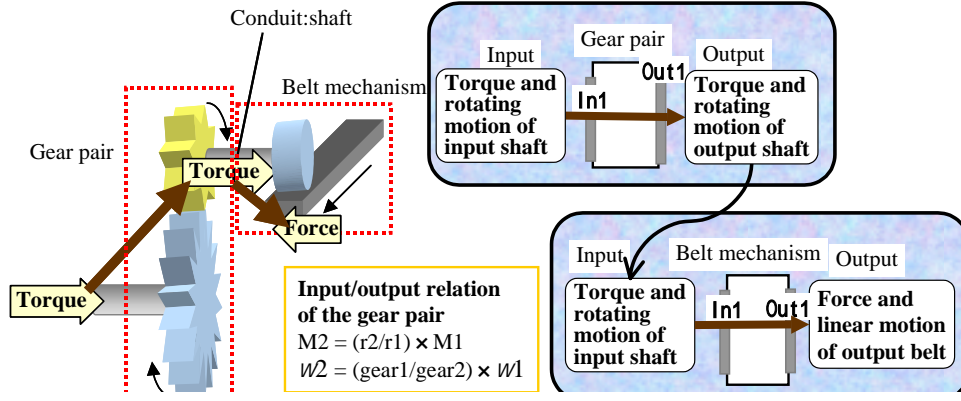 Conduit:shaft
Belt mechanism
Gear pair
Torque
Force
Torque
Input/output relation
of the gear pair
M2 = (r2/r1) × M1
w2 = (gear1/gear2) × w1
Gear pair
Input
Output
Torque and
rotating
motion of
input shaft
In1
Out1
Torque and
rotating
motion of
output shaft
Belt mechanism
Input
Output
Torque and
rotating
motion of
input shaft
In1
Out1
Force and
linear motion
of output belt